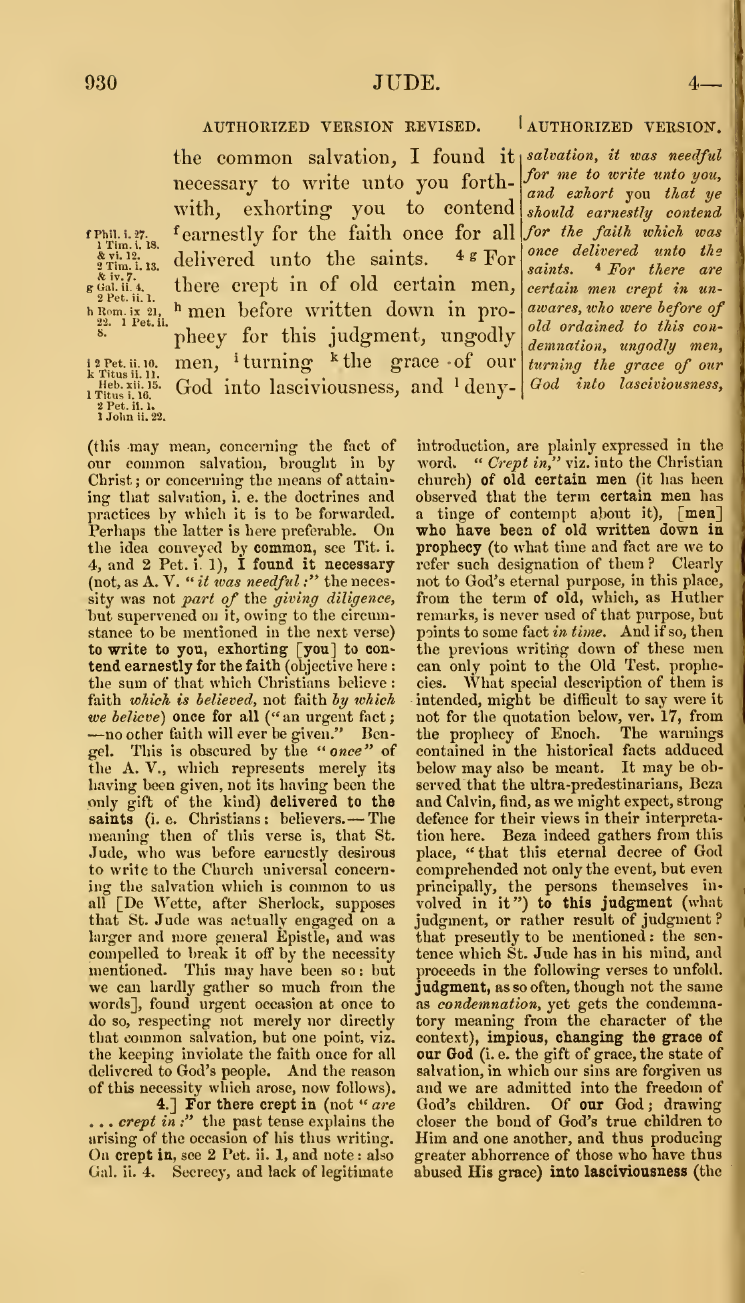 930 JUDE. 4—
AUTHORIZED VERSION REVISED.
the common salvation, I found it
necessary to write unto you forth-
with, exhorting you to contend
f earnestly for the faith once for all
delivered unto the saints. 4 g For
there crept in of old certain men,
h men before written down in pro-
phecy for this judgment, ungodly
men, i turning k the grace of our
God into lasciviousness, and l deny-
f Phil. i. 27.
1 Tim. i. 18.
& vi. 12.
2 Tim. i. 13.
& iv. 7.
g Gal. ii. 4.
2 Pet. ii. 1.
h Rom. ix 21,
22. 1 Pet. ii.
8.
i 2 Pet. ii. 10.
k Titus ii. 11.
Heb. xii. 15.
l Titus i. 16.
2 Pet. ii. 1.
1 John ii. 22.
AUTHORIZED VERSION.
salvation, it was needful
for me to write unto you,
and exhort you that ye
should earnestly contend
for the faith which was
once delivered unto the
saints. 4 For there are
certain men crept in un-
awares, who were before of
old ordained to this con-
demnation, ungodly men,
turning the grace of our
God into lasciviousness,
(this may mean, concerning the fact of
our common salvation, brought in by
Christ; or concerning the means of attain-
ing that salvation, i. e. the doctrines and
practices by which it is to be forwarded.
Perhaps the latter is here preferable. On
the idea conveyed by common, see Tit. i.
4, and 2 Pet. i. 1), I found it necessary
(not, as A. V. "it was needful:" the neces-
sity was not part of the giving diligence,
but supervened on it, owing to the circum-
stance to be mentioned in the next verse)
to write to you, exhorting [you] to con-
tend earnestly for the faith (objective here:
the sum of that which Christians believe:
faith which is believed, not faith by which
we believe) once for all ("an urgent fact;
—no other faith will ever be given." Ben-
gel. This is obscured by the "once" of
the A. V., which represents merely its
having been given, not its having been the
only gift of the kind) delivered to the
saints (i. e. Christians: believers.—The
meaning then of this verse is, that St.
Jude, who was before earnestly desirous
to write to the Church universal concern-
ing the salvation which is common to us
all [De Wette, after Sherlock, supposes
that St. Jude was actually engaged on a
larger and more general Epistle, and was
compelled to break it off by the necessity
mentioned. This may have been so: but
we can hardly gather so much from the
words], found urgent occasion at once to
do so, respecting not merely nor directly
that common salvation, but one point, viz.
the keeping inviolate the faith once for all
delivered to God's people. And the reason
of this necessity which arose, now follows).
4.] For there crept in (not "are
... crept in:" the past tense explains the
arising of the occasion of his thus writing.
On crept in, see 2 Pet. ii. 1, and note: also
Gal. ii. 4. Secrecy, and lack of legitimate
introduction, are plainly expressed in the
word. "Crept in," viz. into the Christian
church) of old certain men (it has been
observed that the term certain men has
a tinge of contempt about it), [men]
who have been of old written down in
prophecy (to what time and fact are we to
refer such designation of them? Clearly
not to God's eternal purpose, in this place,
from the term of old, which, as Huther
remarks, is never used of that purpose, but
points to some fact in time. And if so, then
the previous writing down of these men
can only point to the Old Test. prophe-
cies. What special description of them is
intended, might be difficult to say were it
not for the quotation below, ver. 17, from
the prophecy of Enoch. The warnings
contained in the historical facts adduced
below may also be meant. It may be ob-
served that the ultra-predestinarians, Beza
and Calvin, find, as we might expect, strong
defence for their views in their interpreta-
tion here. Beza indeed gathers from this
place, "that this eternal decree of God
comprehended not only the event, but even
principally, the persons themselves in-
volved in it") to this judgment (what
judgment, or rather result of judgment?
that presently to be mentioned: the sen-
tence which St. Jude has in his mind, and
proceeds in the following verses to unfold.
judgment, as so often, though not the same
as condemnation, yet gets the condemna-
tory meaning from the character of the
context), impious, changing the grace of
our God (i. e. the gift of grace, the state of
salvation, in which our sins are forgiven us
and we are admitted into the freedom of
God's children. Of our God; drawing
closer the bond of God's true children to
Him and one another, and thus producing
greater abhorrence of those who have thus
abused His grace) into lasciviousness (the